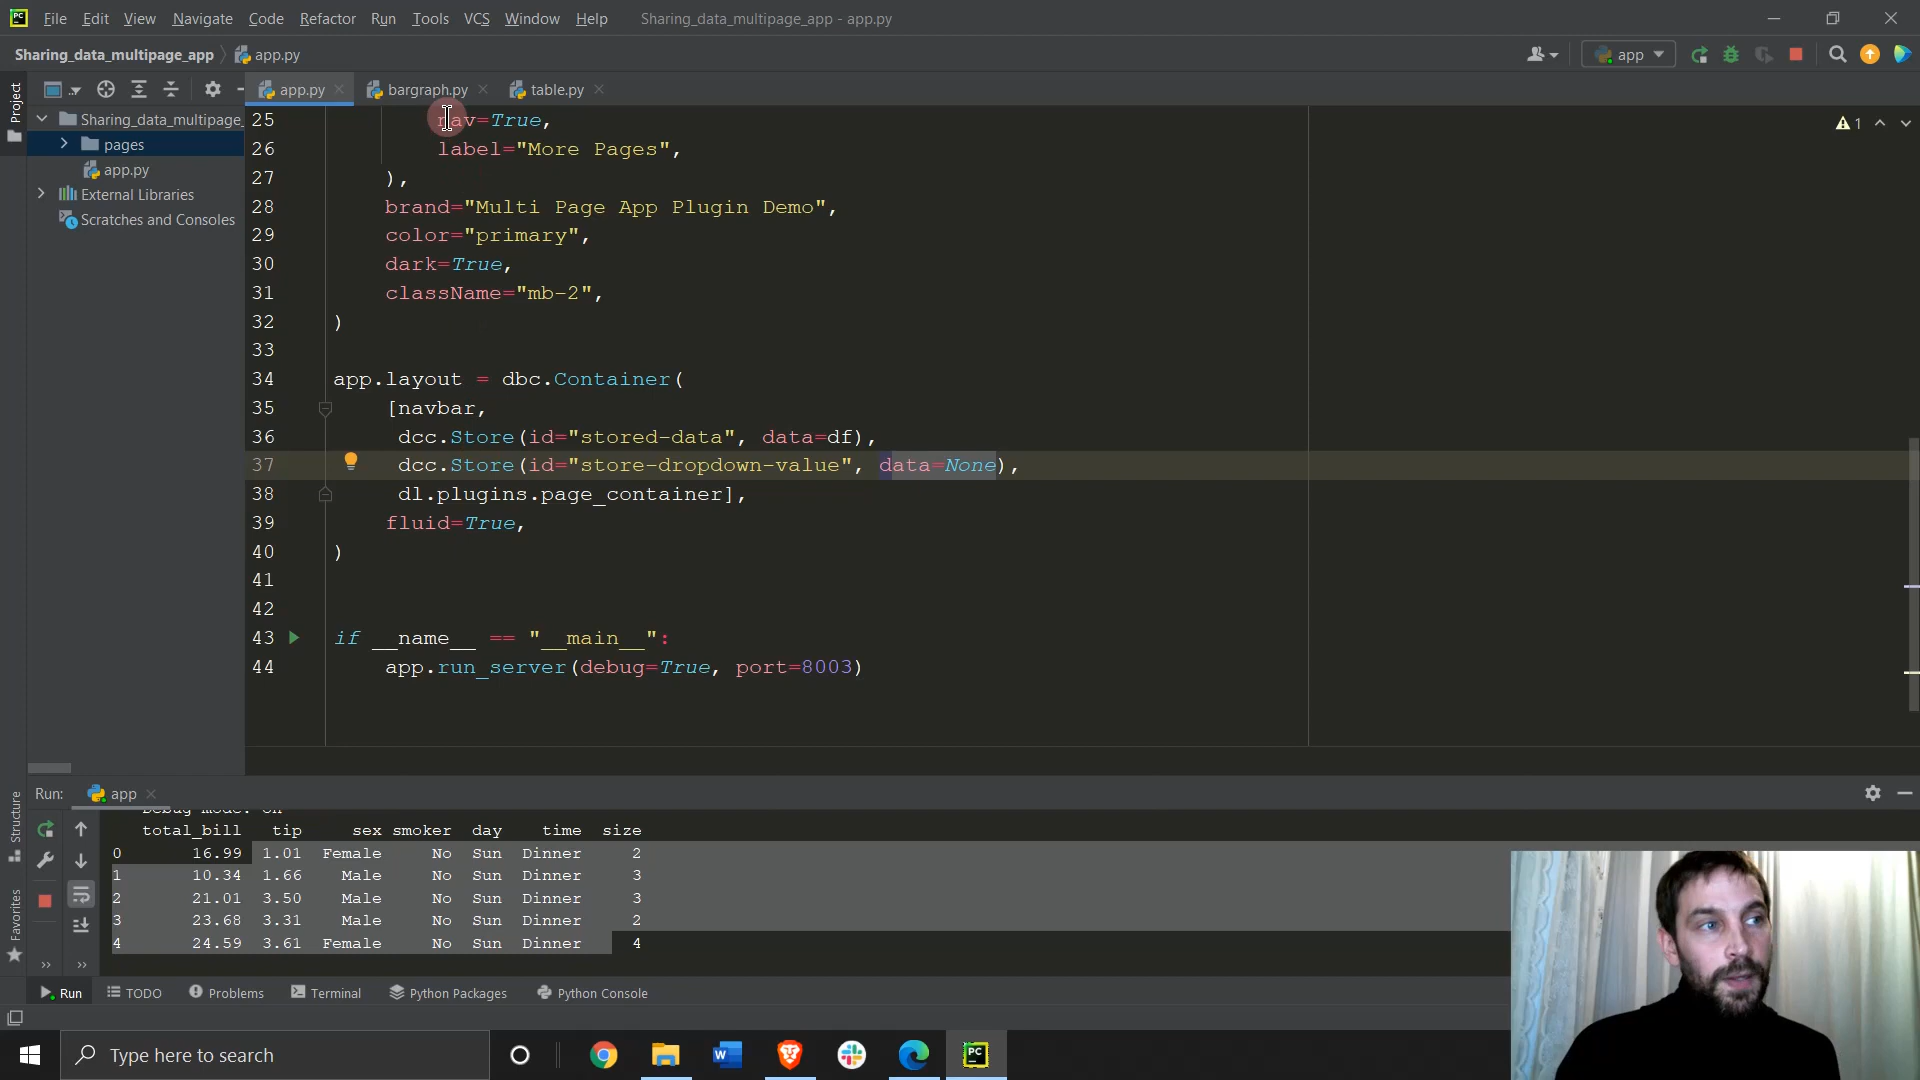 File Edit View Navigate Code Refactor Run Tools VCS Window Help Sharing_data_multipage_app - app.py
Sharing_data_multipage_app app.py app
Project
app.py bargraph.py table.py
Sharing_data_multipage_
pages
app.py
External Libraries
Scratches and Consoles
1
25 nav=True,
26 label="More Pages",
27 ),
28 brand="Multi Page App Plugin Demo",
29 color="primary",
30 dark=True,
31 className="mb-2",
32 )
33
34 app.layout = dbc.Container(
35 [navbar,
36 dcc.Store(id="stored-data", data=df),
37 dcc.Store(id="store-dropdown-value", data=None),
38 dl.plugins.page_container],
39 fluid=True,
40 )
41
42
43 if __name__ == "__main__":
44 app.run_server(debug=True, port=8003)
Structure
Favorites
Run: app
Debug mode: on
total_bill tip sex smoker day time size
0 16.99 1.01 Female No Sun Dinner 2
1 10.34 1.66 Male No Sun Dinner 3
2 21.01 3.50 Male No Sun Dinner 3
3 23.68 3.31 Male No Sun Dinner 2
4 24.59 3.61 Female No Sun Dinner 4
Run TODO Problems Terminal Python Packages Python Console
Type here to search